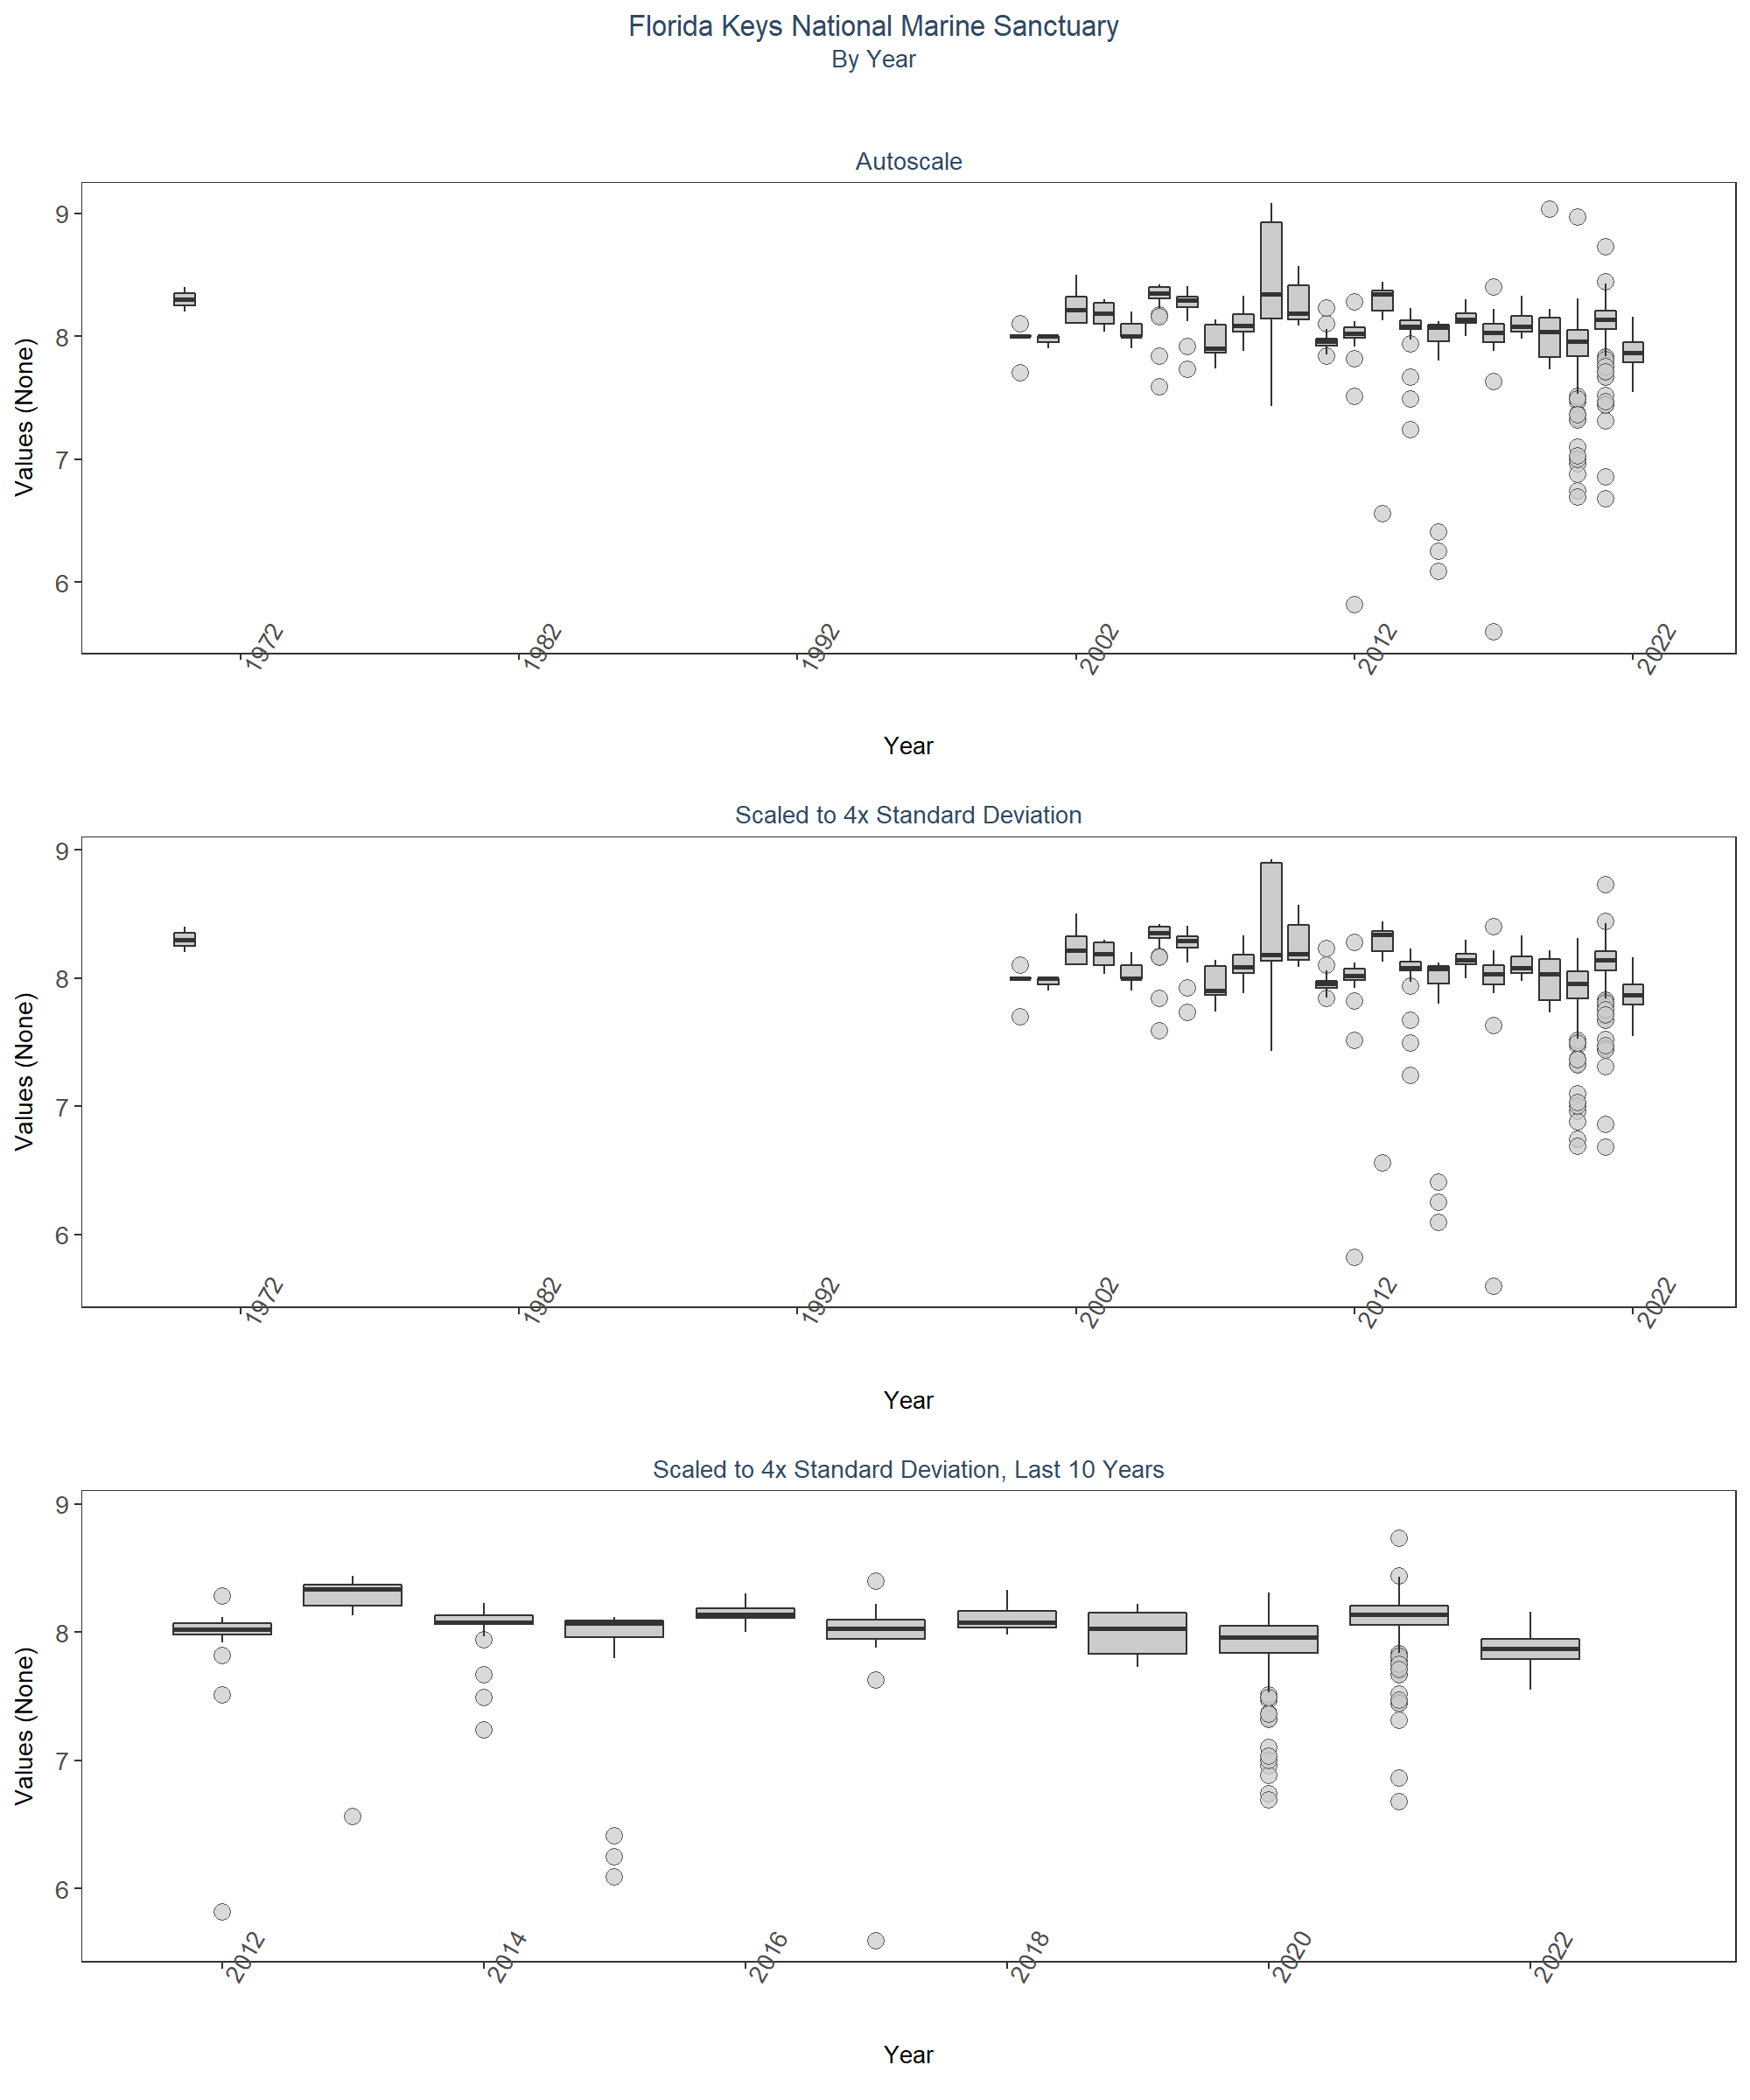 Florida Keys National Marine Sanctuary
By Year
Autoscale
Values (None)
9
8
7
6
1972 1982 1992 2002 2012 2022
Year
Scaled to 4x Standard Deviation
Values (None)
9
8
7
6
1972 1982 1992 2002 2012 2022
Year
Scaled to 4x Standard Deviation, Last 10 Years
Values (None)
9
8
7
6
2012 2014 2016 2018 2020 2022
Year